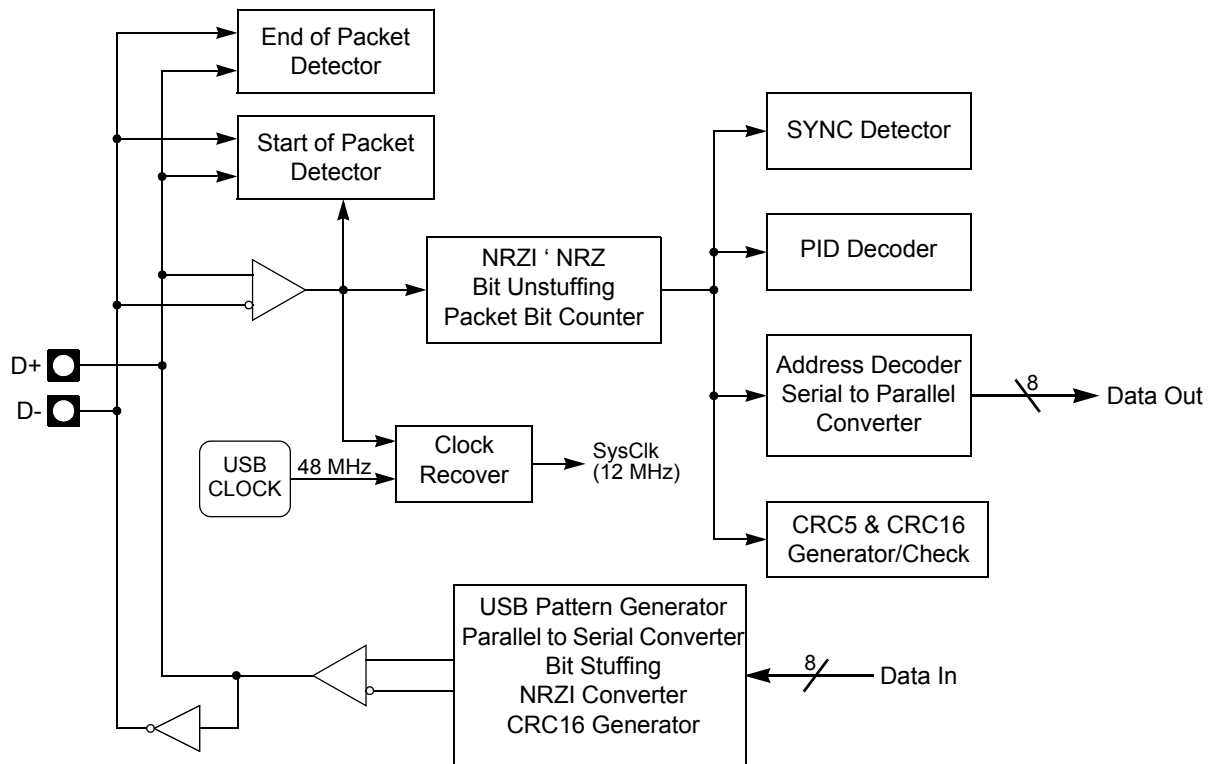 End of Packet
Detector
Start of Packet
Detector
SYNC Detector
NRZI ‘ NRZ
Bit Unstuffing
Packet Bit Counter
PID Decoder
D+
D-
Address Decoder
Serial to Parallel
Converter
8
Data Out
USB
CLOCK
48 MHz
Clock
Recover
SysClk
(12 MHz)
CRC5 & CRC16
Generator/Check
USB Pattern Generator
Parallel to Serial Converter
Bit Stuffing
NRZI Converter
CRC16 Generator
8
Data In